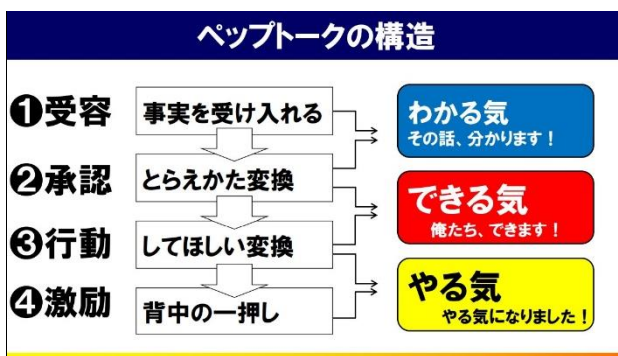 ペップトークの構造
❶受容
事実を受け入れる
わかる気
その話、分かります!
❷承認
とらえかた変換
できる気
俺たち、できます!
❸行動
してほしい変換
❹激励
背中の一押し
やる気
やる気になりました!